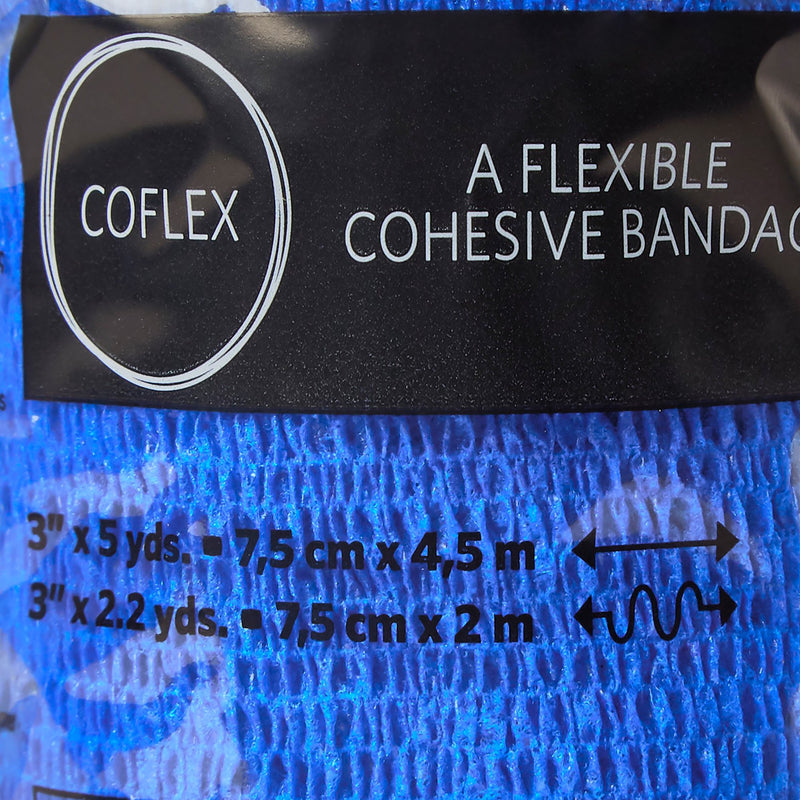 COFLEX
A FLEXIBLE
COHESIVE BANDAG
3" x 5 yds. = 7,5 cm x 4,5 m
3" x 2.2 yds. = 7,5 cm x 2 m